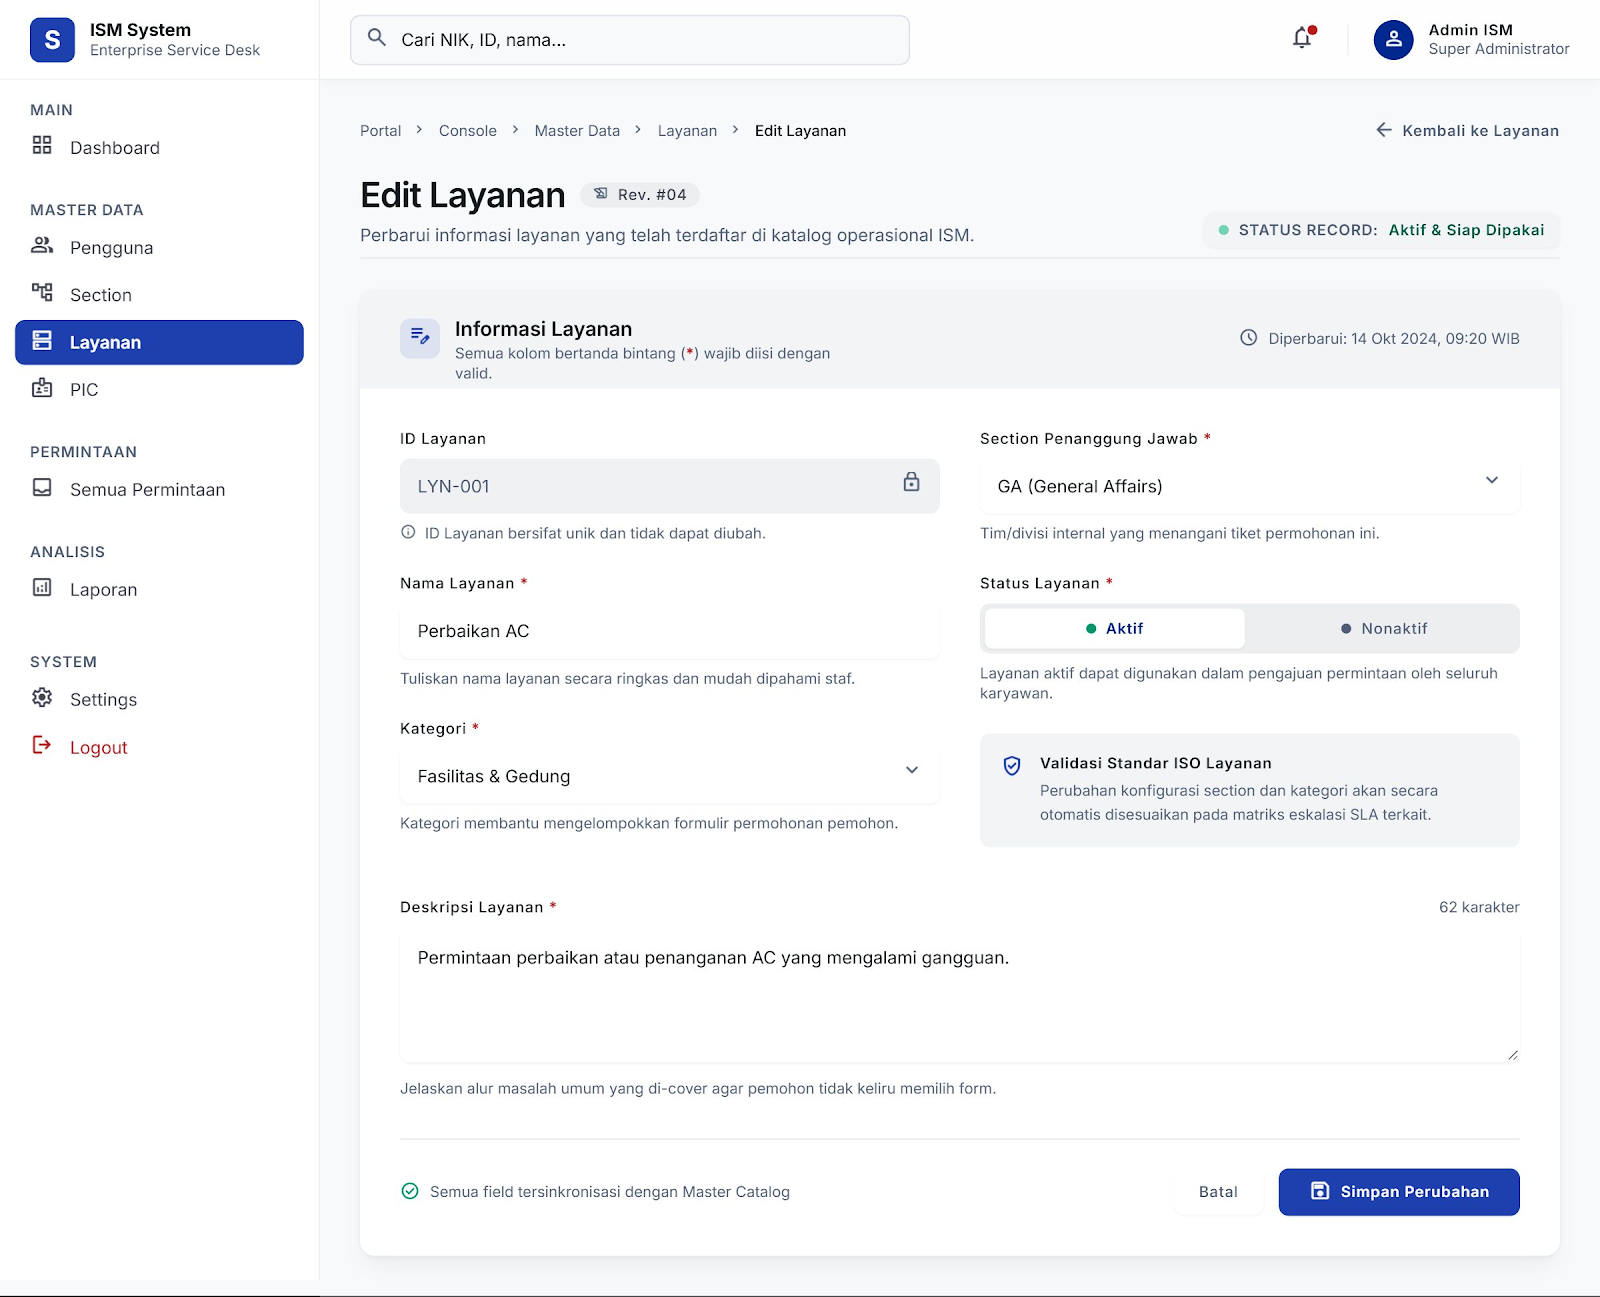 S
ISM System
Enterprise Service Desk
Cari NIK, ID, nama...
Admin ISM
Super Administrator
MAIN
Dashboard
MASTER DATA
Pengguna
Section
Layanan
PIC
PERMINTAAN
Semua Permintaan
ANALISIS
Laporan
SYSTEM
Settings
Logout
Portal > Console > Master Data > Layanan > Edit Layanan
← Kembali ke Layanan
Edit Layanan
Rev. #04
Perbarui informasi layanan yang telah terdaftar di katalog operasional ISM.
STATUS RECORD: Aktif & Siap Dipakai
Informasi Layanan
Semua kolom bertanda bintang (*) wajib diisi dengan
valid.
Diperbarui: 14 Okt 2024, 09:20 WIB
ID Layanan
LYN-001
ID Layanan bersifat unik dan tidak dapat diubah.
Section Penanggung Jawab *
GA (General Affairs)
Tim/divisi internal yang menangani tiket permohonan ini.
Nama Layanan *
Perbaikan AC
Tuliskan nama layanan secara ringkas dan mudah dipahami staf.
Status Layanan *
Aktif
Nonaktif
Layanan aktif dapat digunakan dalam pengajuan permintaan oleh seluruh
karyawan.
Kategori *
Fasilitas & Gedung
Kategori membantu mengelompokkan formulir permohonan pemohon.
Validasi Standar ISO Layanan
Perubahan konfigurasi section dan kategori akan secara
otomatis disesuaikan pada matriks eskalasi SLA terkait.
Deskripsi Layanan *
62 karakter
Permintaan perbaikan atau penanganan AC yang mengalami gangguan.
Jelaskan alur masalah umum yang di-cover agar pemohon tidak keliru memilih form.
Semua field tersinkronisasi dengan Master Catalog
Batal
Simpan Perubahan